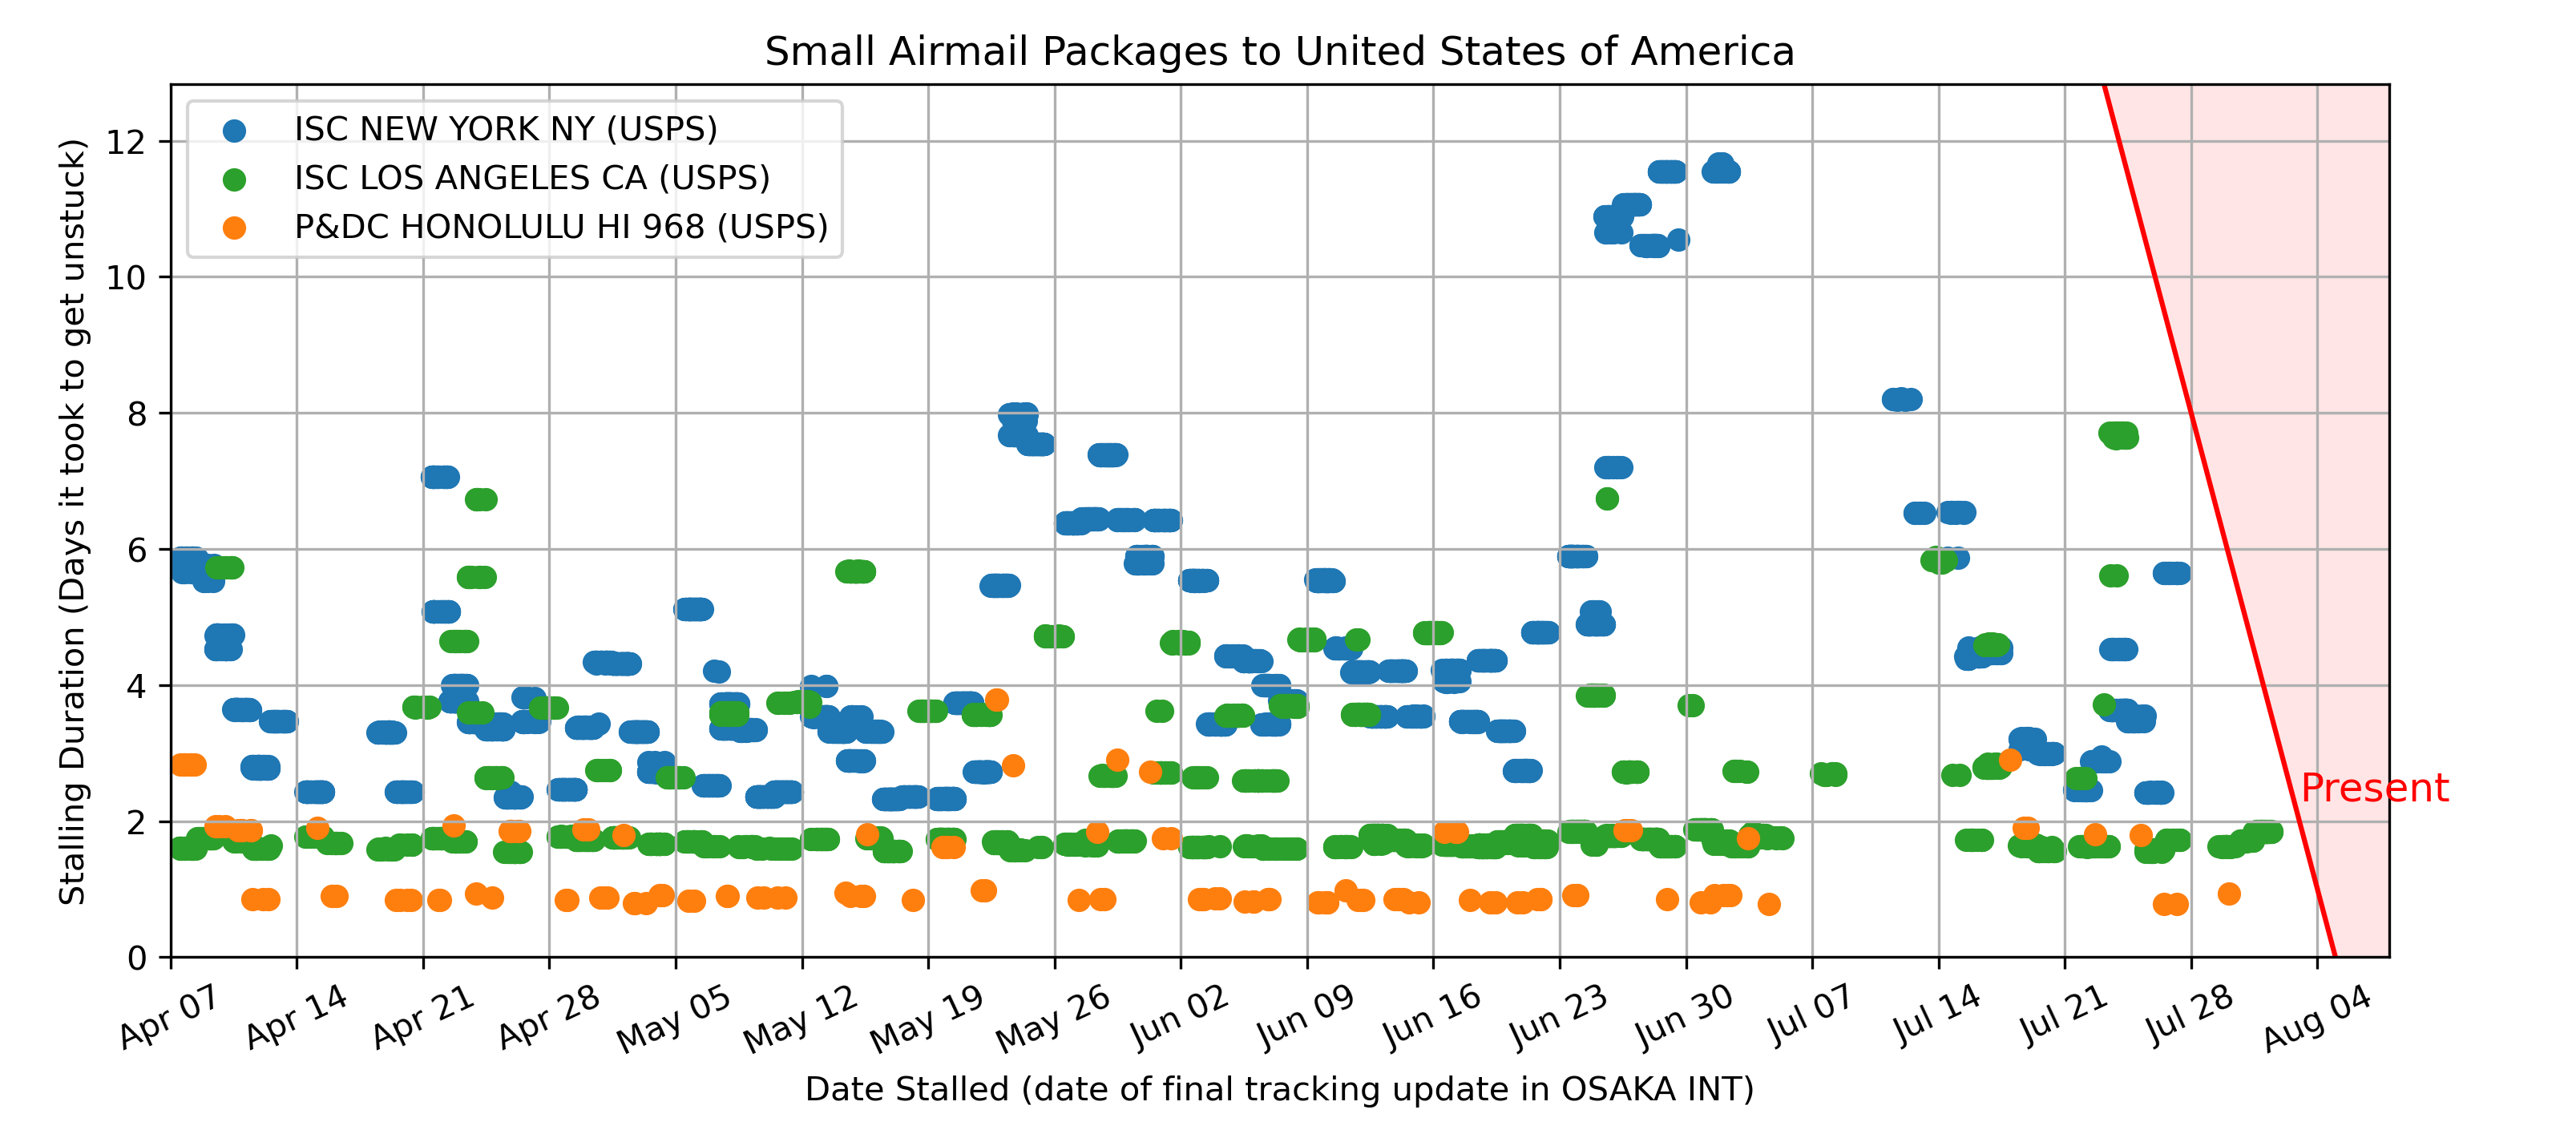 Small Airmail Packages to United States of America
Stalling Duration (Days it took to get unstuck)
12
10
8
6
4
2
0
ISC NEW YORK NY (USPS)
ISC LOS ANGELES CA (USPS)
P&DC HONOLULU HI 968 (USPS)
Present
Apr 07
Apr 14
Apr 21
Apr 28
May 05
May 12
May 19
May 26
Jun 02
Jun 09
Jun 16
Jun 23
Jun 30
Jul 07
Jul 14
Jul 21
Jul 28
Aug 04
Date Stalled (date of final tracking update in OSAKA INT)